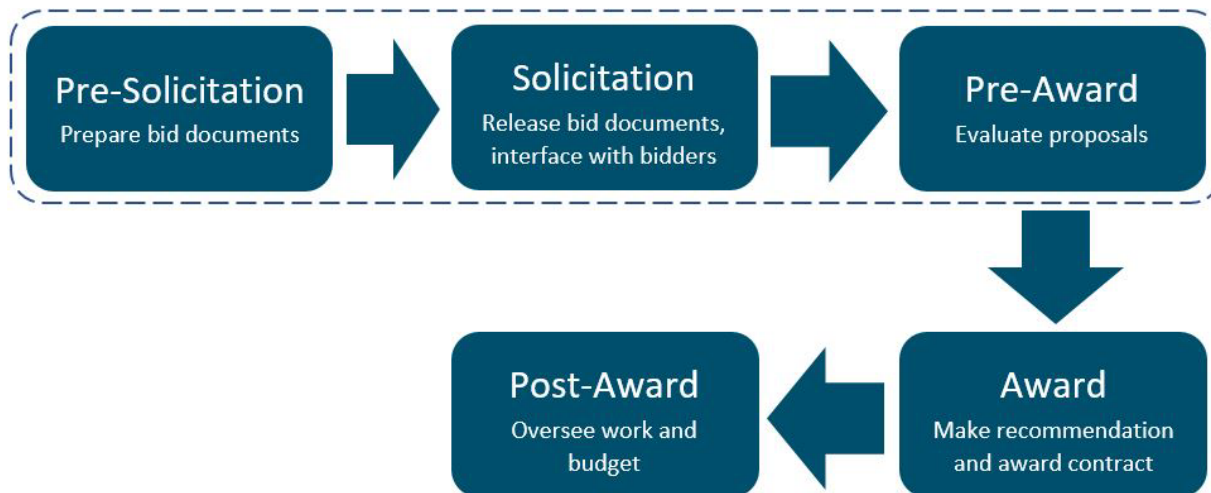 Pre-Solicitation
Prepare bid documents
Solicitation
Release bid documents,
interface with bidders
Pre-Award
Evaluate proposals
Award
Make recommendation
and award contract
Post-Award
Oversee work and
budget